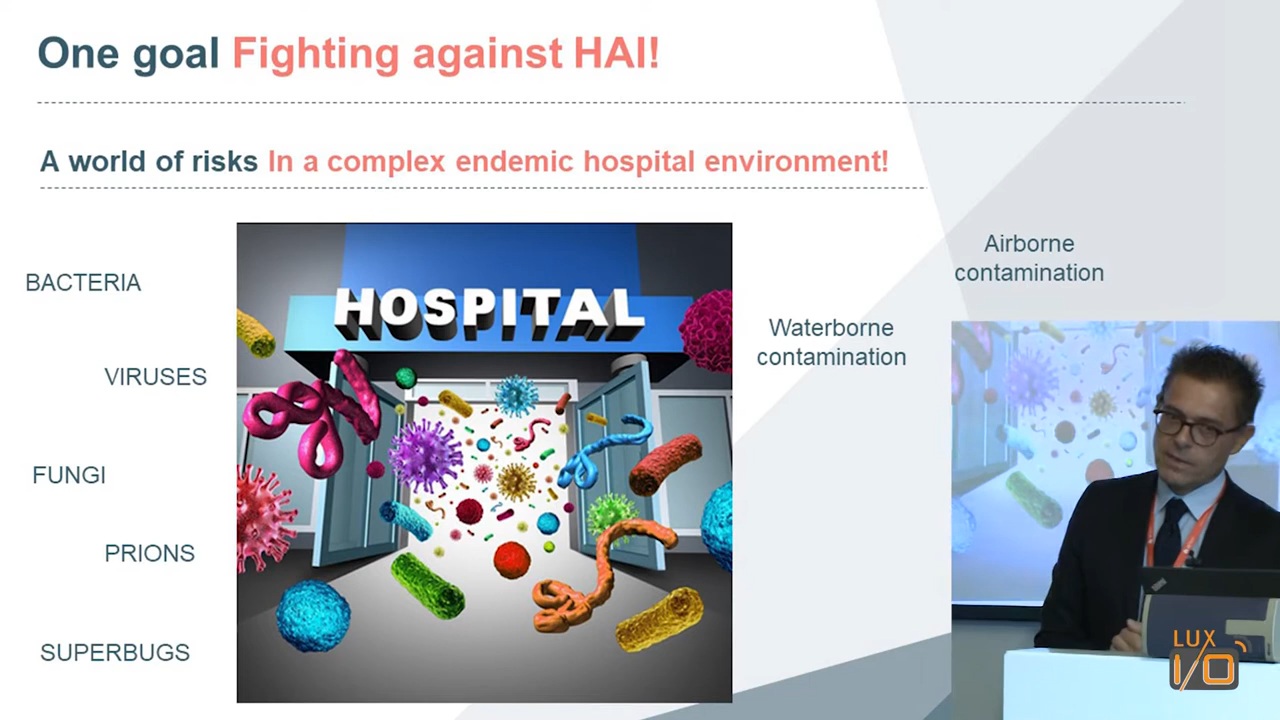 One goal Fighting against HAI!
A world of risks In a complex endemic hospital environment!
BACTERIA
VIRUSES
FUNGI
PRIONS
SUPERBUGS
HOSPITAL
Waterborne
contamination
Airborne
contamination
LUX
I/O